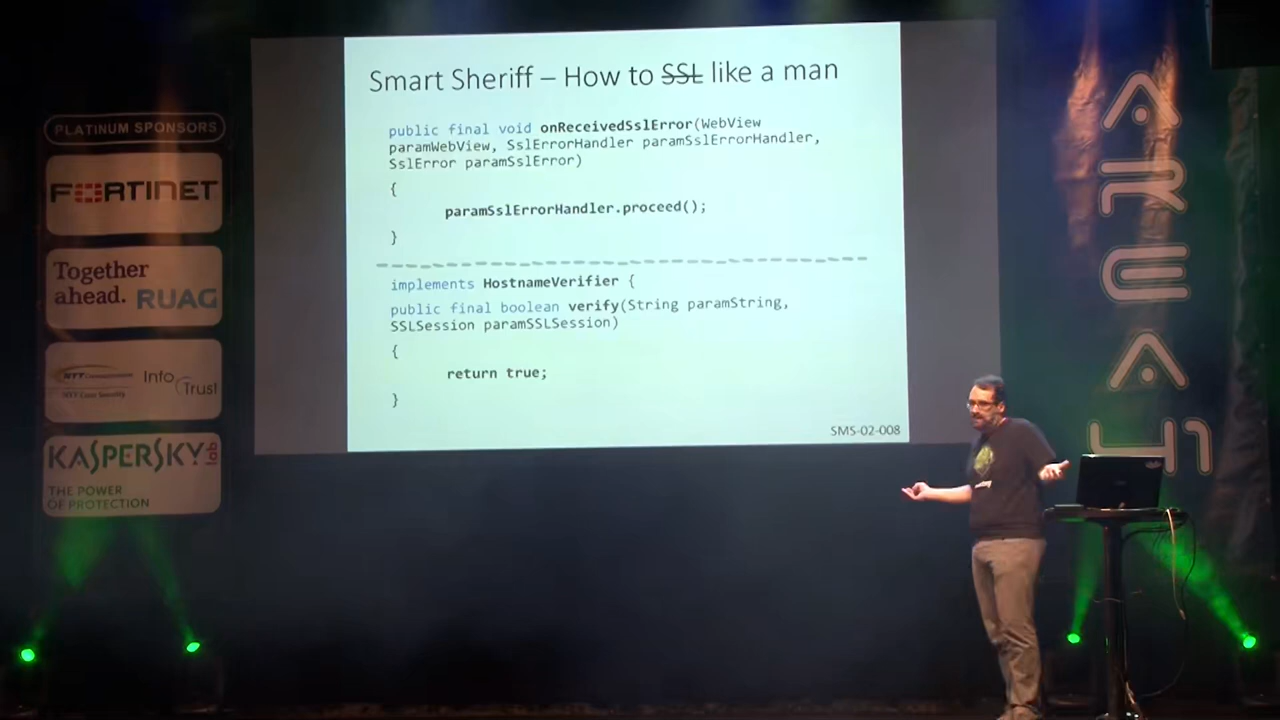 PLATINUM SPONSORS
FORTINET
Together
ahead. RUAG
Info
Trust
KASPERSKY lab
THE POWER
OF PROTECTION
Smart Sheriff – How to SSL like a man
public final void onReceivedSslError(WebView
paramWebView, SslErrorHandler paramSslErrorHandler,
SslError paramSslError)
{
paramSslErrorHandler.proceed();
}
implements HostnameVerifier {
public final boolean verify(String paramString,
SSLSession paramSSLSession)
{
return true;
}
SMS-02-008
AREA41